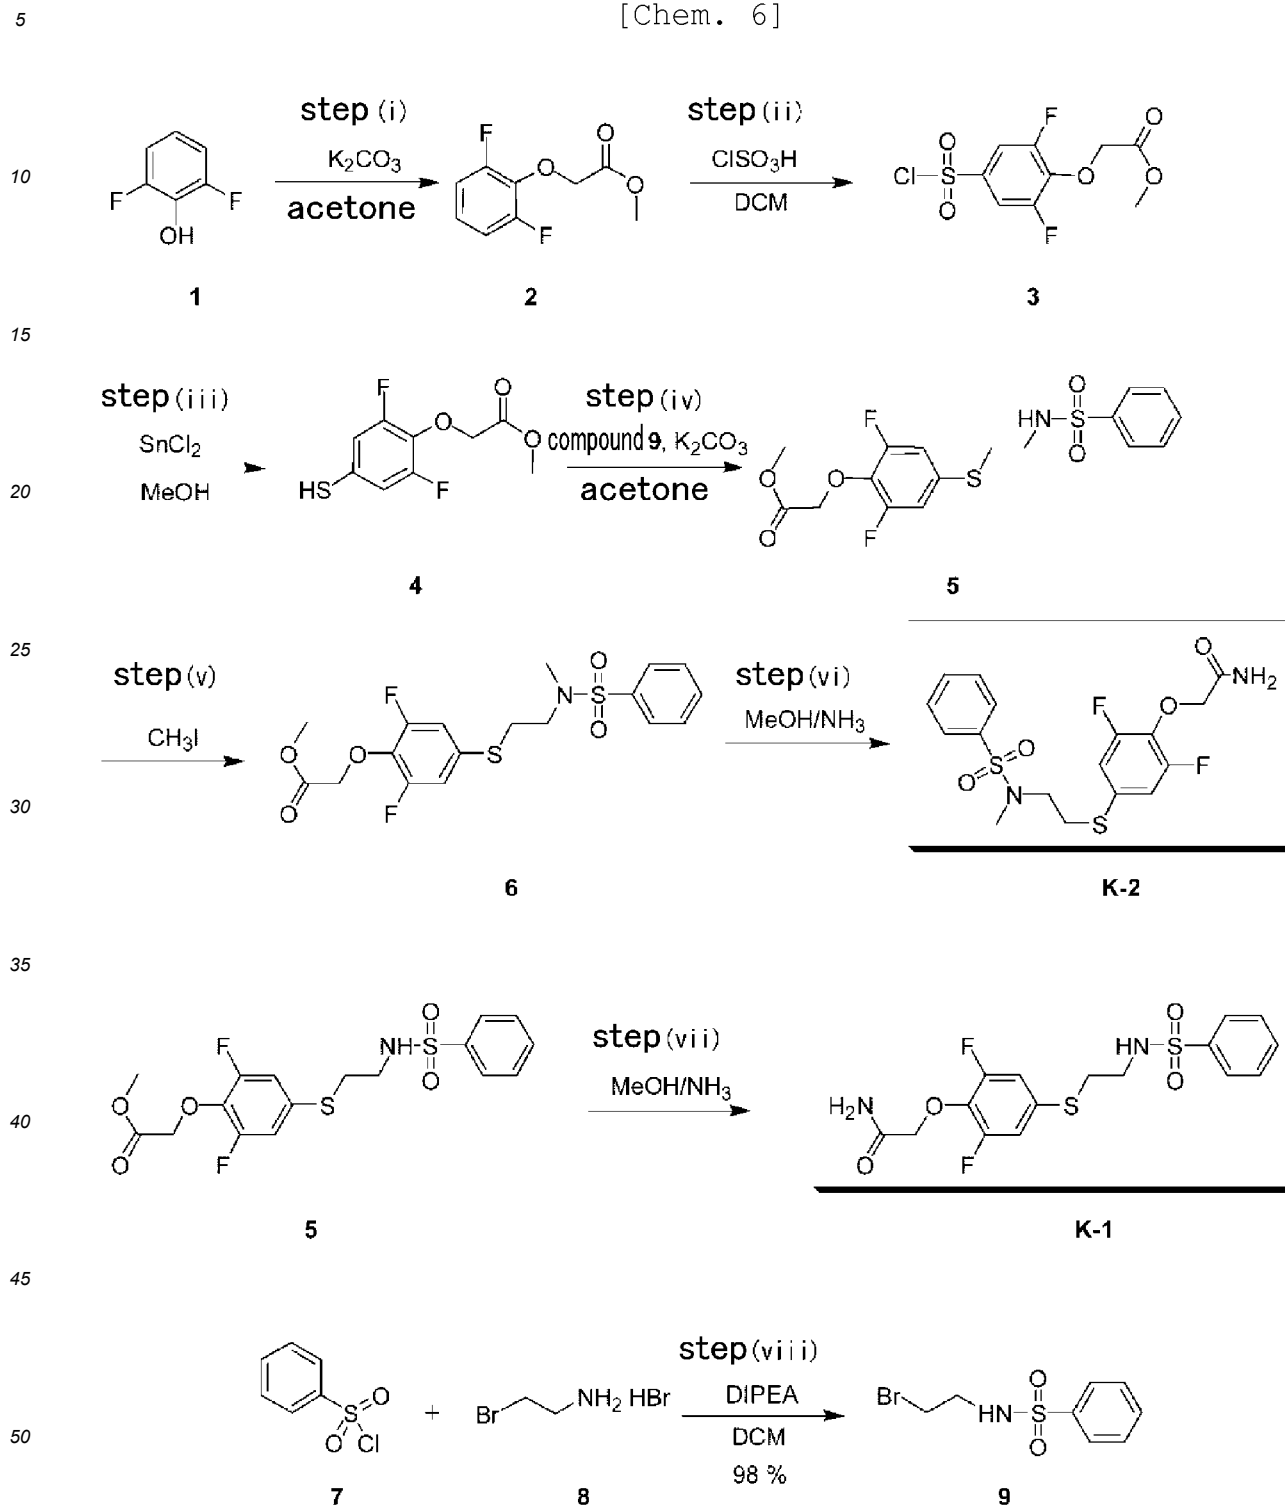 [Chem. 6]
5
step (i)
K2CO3
acetone
step (ii)
ClSO3H
DCM
10
F
F
OH
F
O
O
O
F
Cl
O
S
O
F
O
O
O
F
1
2
3
15
step (iii)
SnCl2
MeOH
F
O
O
O
HS
F
step (iv)
compound 9, K2CO3
acetone
O
O
O
F
S
F
O
HN
S
O
20
4
5
25
step (v)
CH3I
O
O
O
F
S
F
N
O
S
O
step (vi)
MeOH/NH3
O
NH2
O
F
F
O
S
O
N
S
30
6
K-2
35
O
O
O
F
S
F
NH
O
S
O
step (vii)
MeOH/NH3
H2N
O
O
F
S
F
HN
O
S
O
40
5
K-1
45
O
S
O
Cl
+
Br
NH2 HBr
step (viii)
DIPEA
DCM
98 %
Br
HN
O
S
O
50
7
8
9